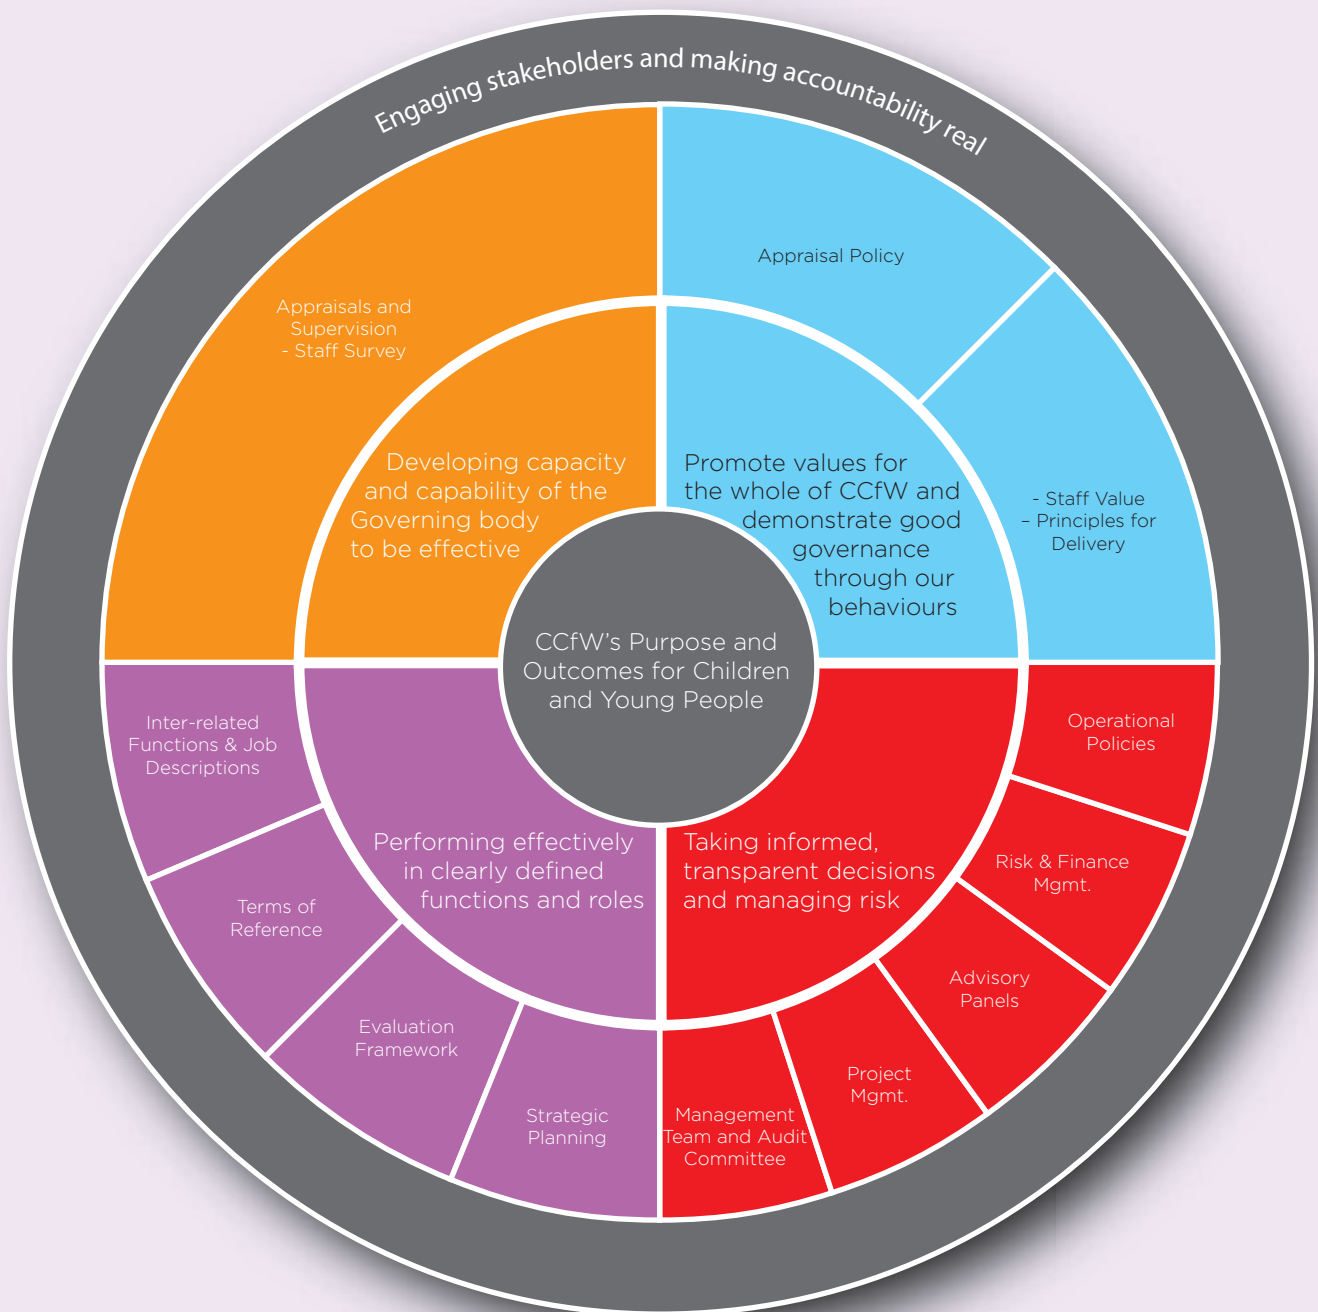 Engaging stakeholders and making accountability real
Appraisal Policy
Appraisals and
Supervision
- Staff Survey
- Staff Value
– Principles for
Delivery
Developing capacity
and capability of the
Governing body
to be effective
Promote values for
the whole of CCfW and
demonstrate good
governance
through our
behaviours
CCfW's Purpose and
Outcomes for Children
and Young People
Performing effectively
in clearly defined
functions and roles
Taking informed,
transparent decisions
and managing risk
Inter-related
Functions & Job
Descriptions
Terms of
Reference
Evaluation
Framework
Strategic
Planning
Operational
Policies
Risk & Finance
Mgmt.
Advisory
Panels
Project
Mgmt.
Management
Team and Audit
Committee